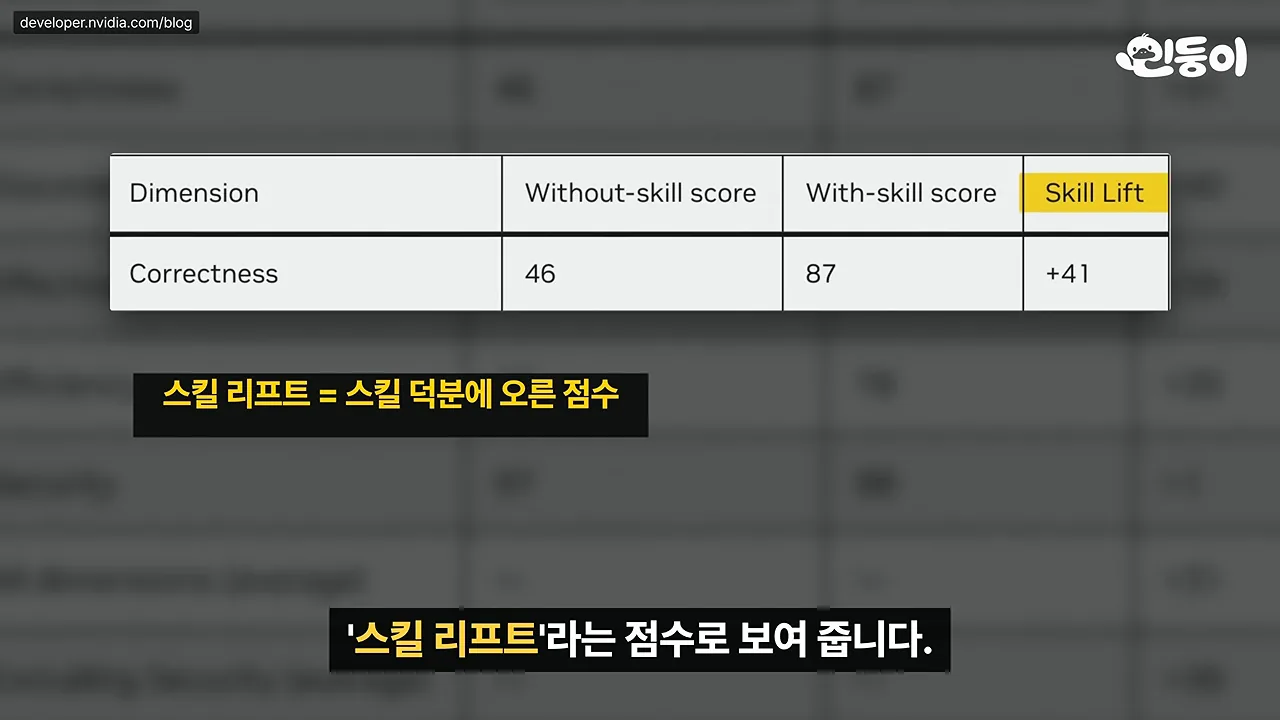 developer.nvidia.com/blog
인둥이
Dimension Without-skill score With-skill score Skill Lift
Correctness 46 87 +41
스킬 리프트 = 스킬 덕분에 오른 점수
'스킬 리프트'라는 점수로 보여 줍니다.